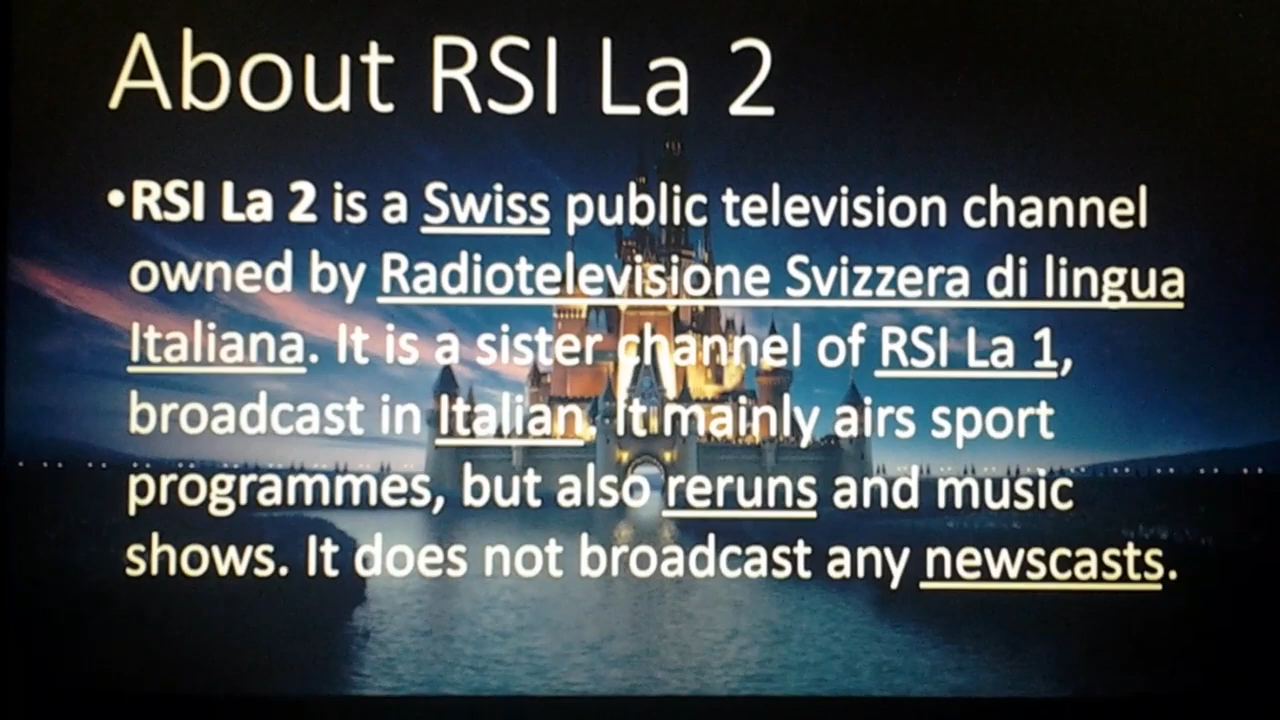 About RSI La 2
•RSI La 2 is a Swiss public television channel
owned by Radiotelevisione Svizzera di lingua
Italiana. It is a sister channel of RSI La 1,
broadcast in Italian. It mainly airs sport
programmes, but also reruns and music
shows. It does not broadcast any newscasts.